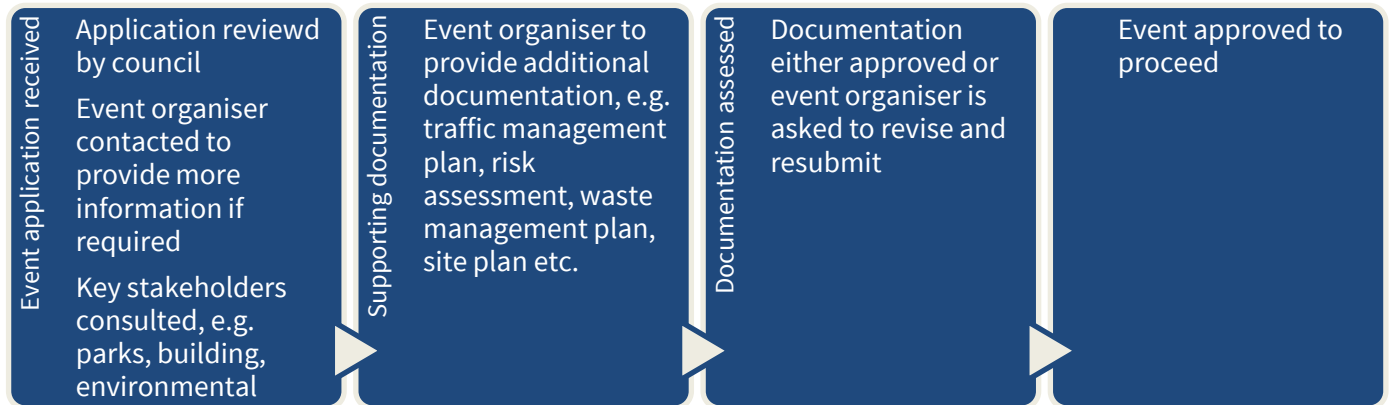 Event application received
Application reviewd
by council
Event organiser
contacted to
provide more
information if
required
Key stakeholders
consulted, e.g.
parks, building,
environmental
Supporting documentation
Event organiser to
provide additional
documentation, e.g.
traffic management
plan, risk
assessment, waste
management plan,
site plan etc.
Documentation assessed
Documentation
either approved or
event organiser is
asked to revise and
resubmit
Event approved to
proceed